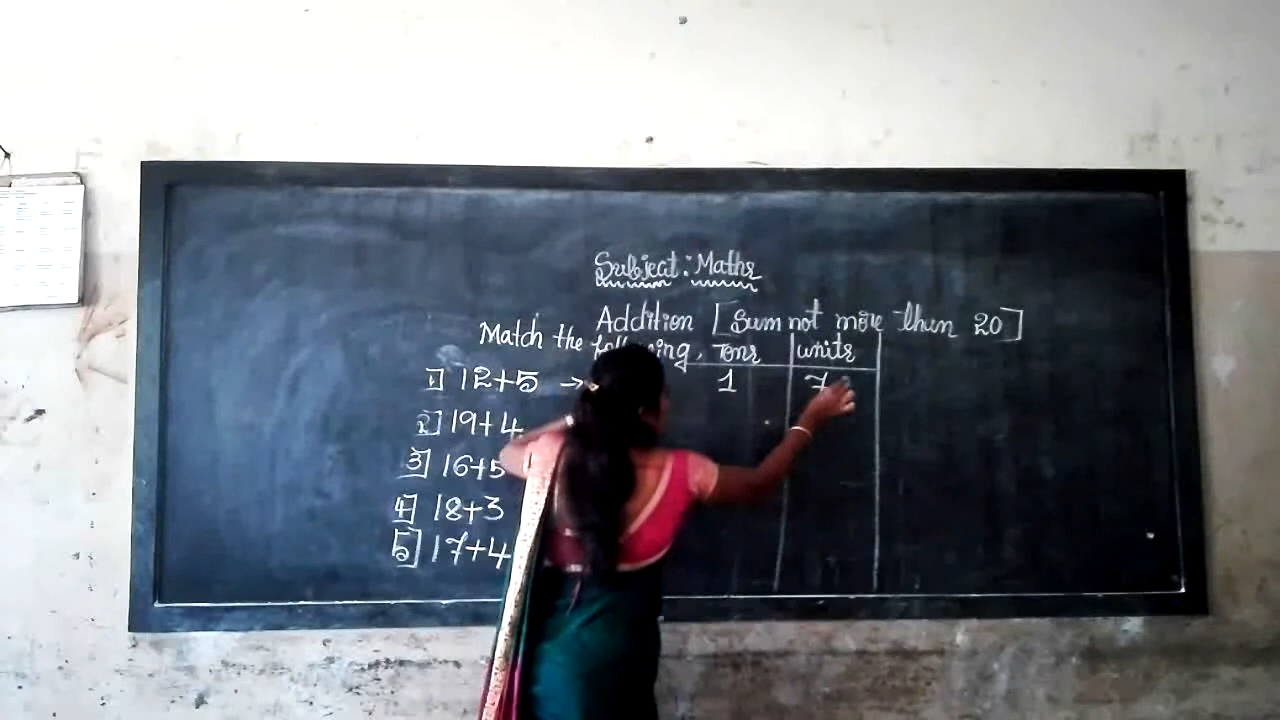 Subject: Maths
Addition [Sum not more than 20]
Match the following, Tons units
1] 12+5 → 1 7
2] 19+4
3] 16+5
4] 18+3
5] 17+4